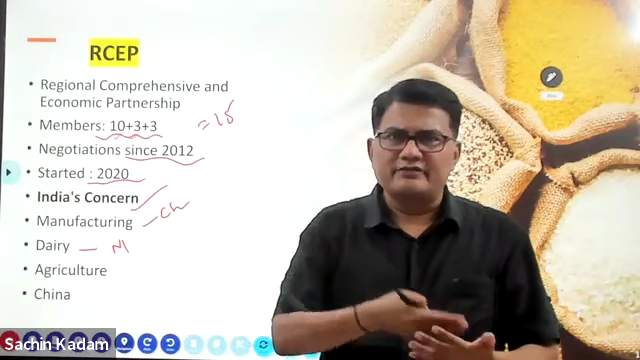 RCEP
• Regional Comprehensive and
Economic Partnership
• Members: 10+3+3 =15
• Negotiations since 2012
• Started : 2020
• India's Concern
• Manufacturing — Ch
• Dairy — N
• Agriculture
• China
Sachin Kadam